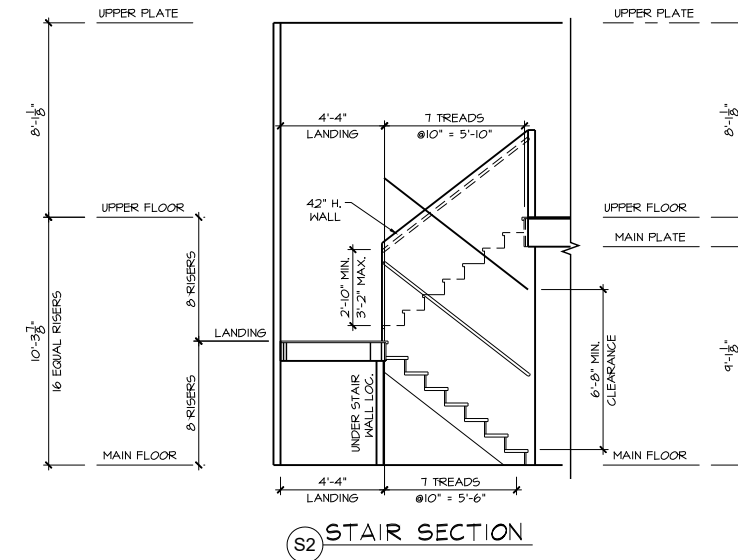 UPPER PLATE
UPPER PLATE
8'-1 1/8"
8'-1 1/8"
4'-4"
LANDING
7 TREADS
@10" = 5'-10"
42" H.
WALL
UPPER FLOOR
UPPER FLOOR
MAIN PLATE
2'-10" MIN.
3'-2" MAX.
8 RISERS
LANDING
10'-3 7/8"
16 EQUAL RISERS
6'-8" MIN.
CLEARANCE
9'-1 1/8"
8 RISERS
UNDER STAIR
WALL LOC.
MAIN FLOOR
MAIN FLOOR
4'-4"
LANDING
7 TREADS
@10" = 5'-6"
S2 STAIR SECTION